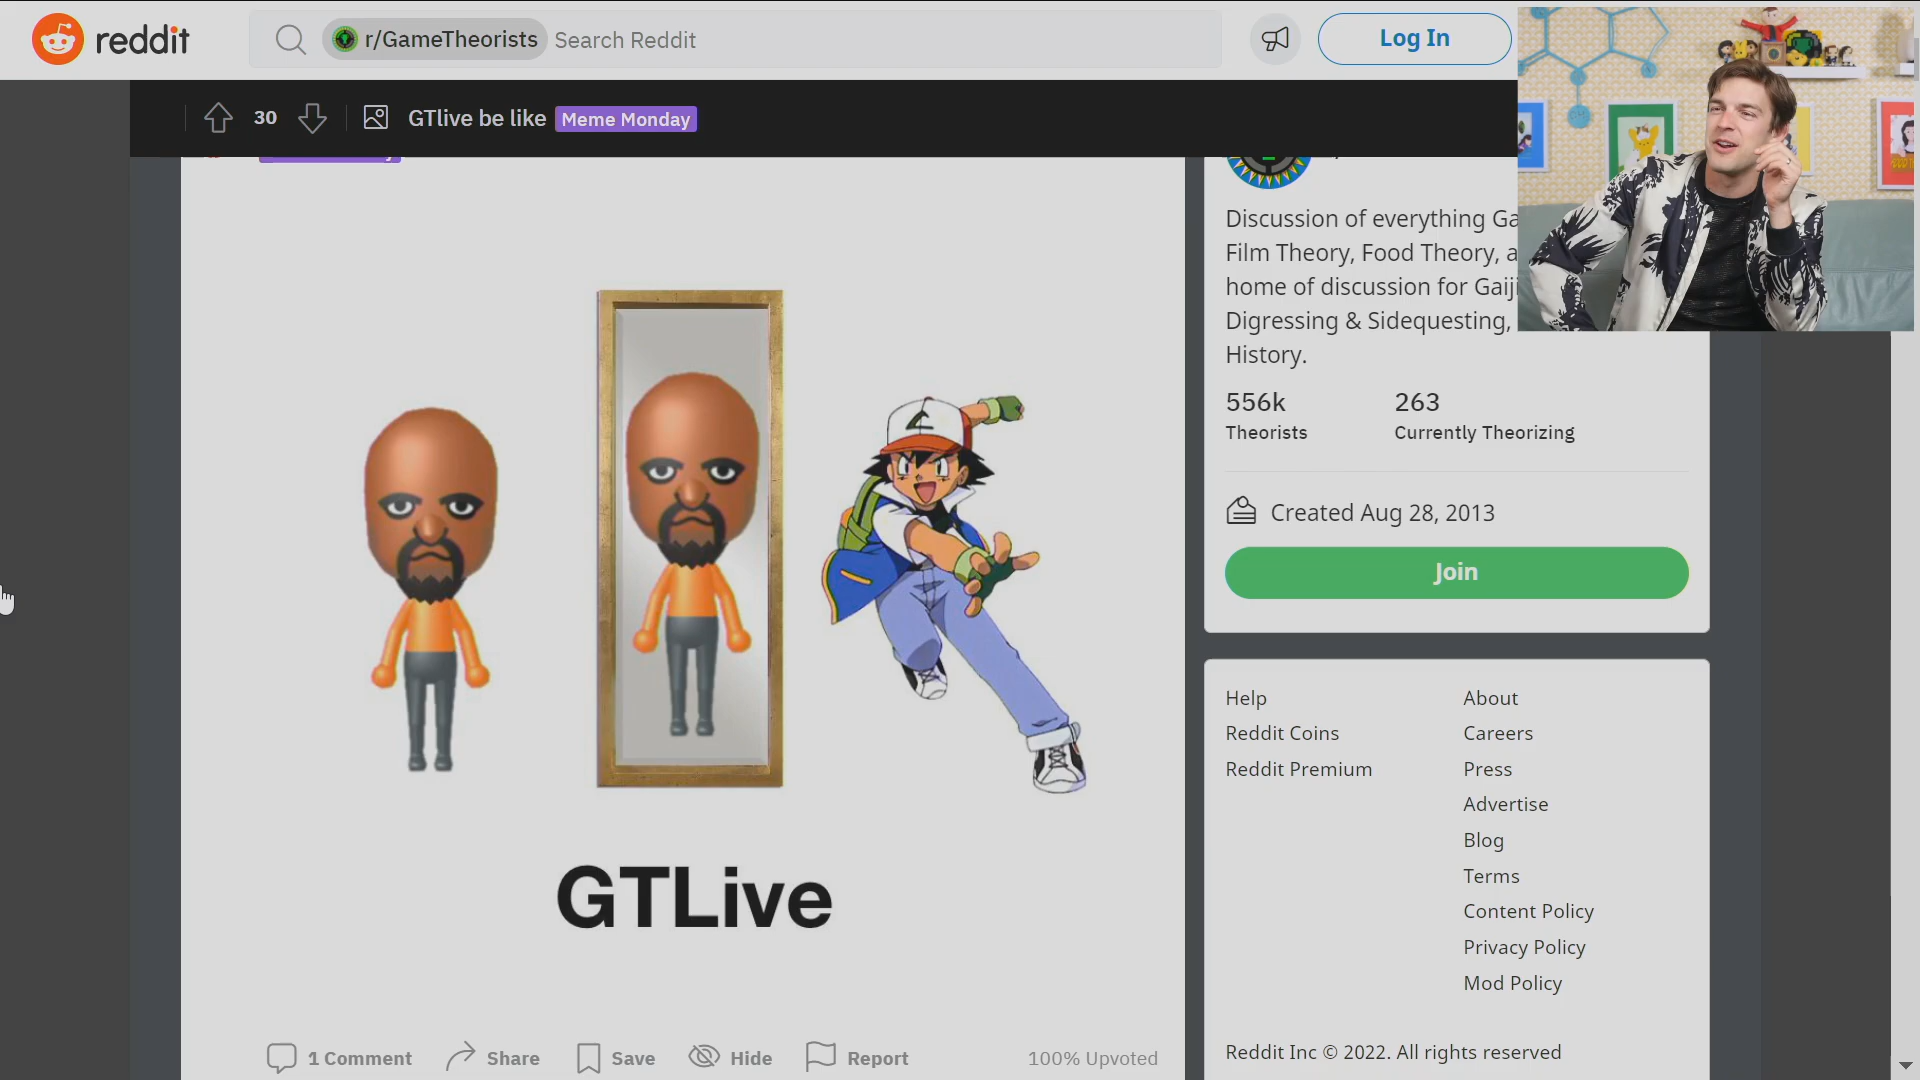 reddit
r/GameTheorists Search Reddit
Log In
30
GTlive be like Meme Monday
Discussion of everything
Film Theory, Food Theory,
home of discussion for
Digressing & Sidequesting,
History.
556k
Theorists
263
Currently Theorizing
Created Aug 28, 2013
Join
GTLive
Help
Reddit Coins
Reddit Premium
About
Careers
Press
Advertise
Blog
Terms
Content Policy
Privacy Policy
Mod Policy
Reddit Inc © 2022. All rights reserved
1 Comment
Share
Save
Hide
Report
100% Upvoted